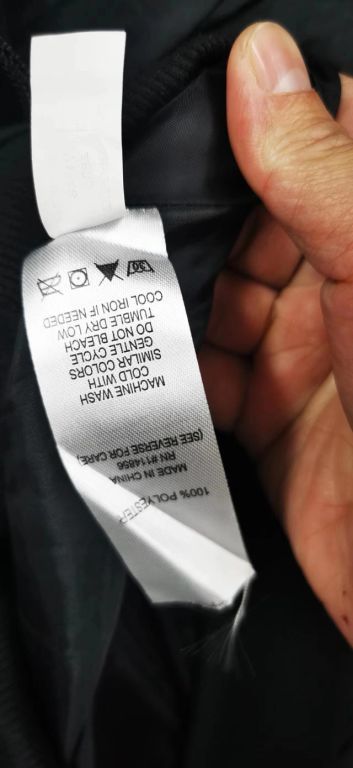 MACHINE WASH
COLD WITH
SIMILAR COLORS
GENTLE CYCLE
DO NOT BLEACH
TUMBLE DRY LOW
COOL IRON IF NEEDED
100% POLYESTER
MADE IN CHINA
RN #114856
(SEE REVERSE FOR CARE)